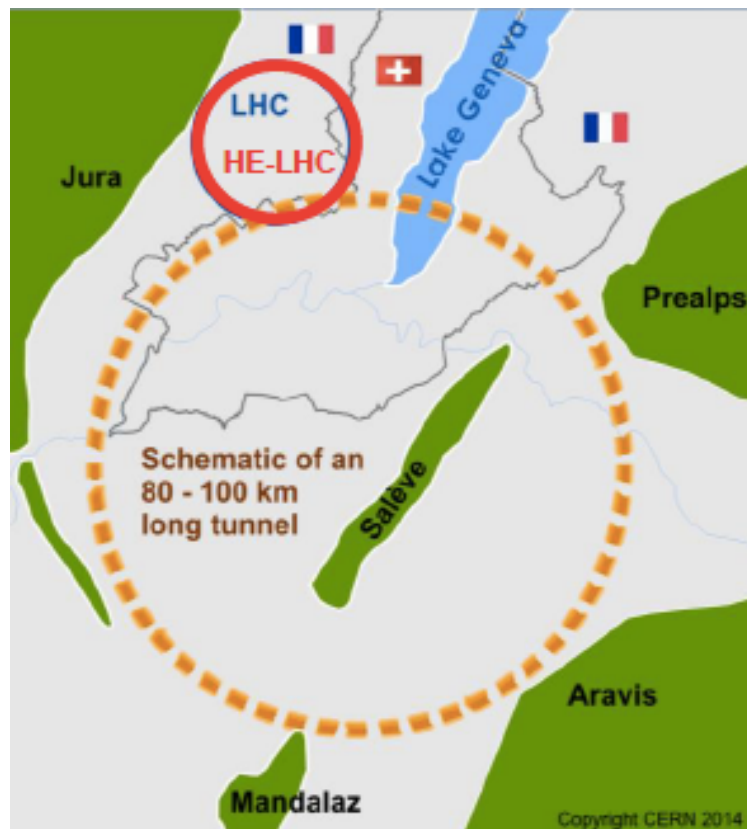 LHC
HE-LHC
Lake Geneva
Jura
Prealps
Schematic of an
80 - 100 km
long tunnel
Salève
Aravis
Mandalaz
Copyright CERN 2014